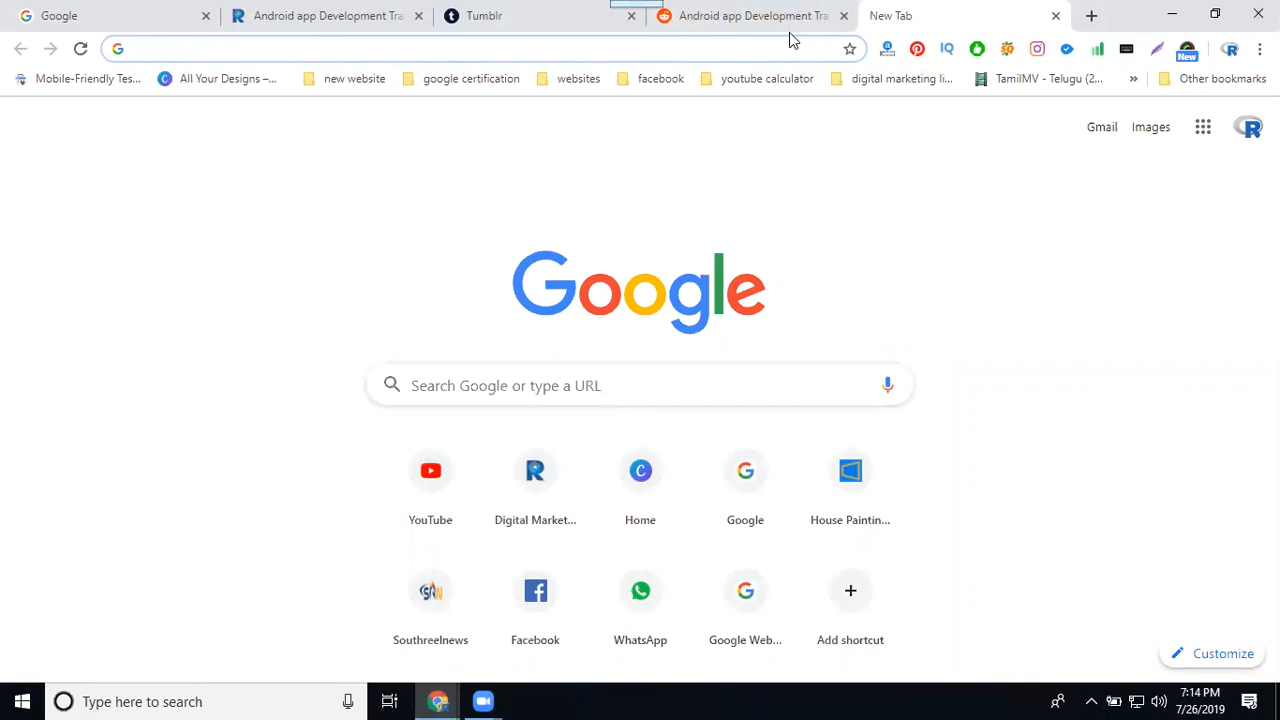 Google
Android app Development T
Tumblr
Android app Development Tra
New Tab
Mobile-Friendly Tes...
All Your Designs –...
new website
google certification
websites
facebook
youtube calculator
digital marketing li...
TamilMV - Telugu (2...
»
Other bookmarks
New
Gmail
Images
Google
Search Google or type a URL
YouTube
Digital Market...
Home
Google
House Paintin...
Southreelnews
Facebook
WhatsApp
Google Web...
Add shortcut
Customize
Type here to search
7:14 PM
7/26/2019